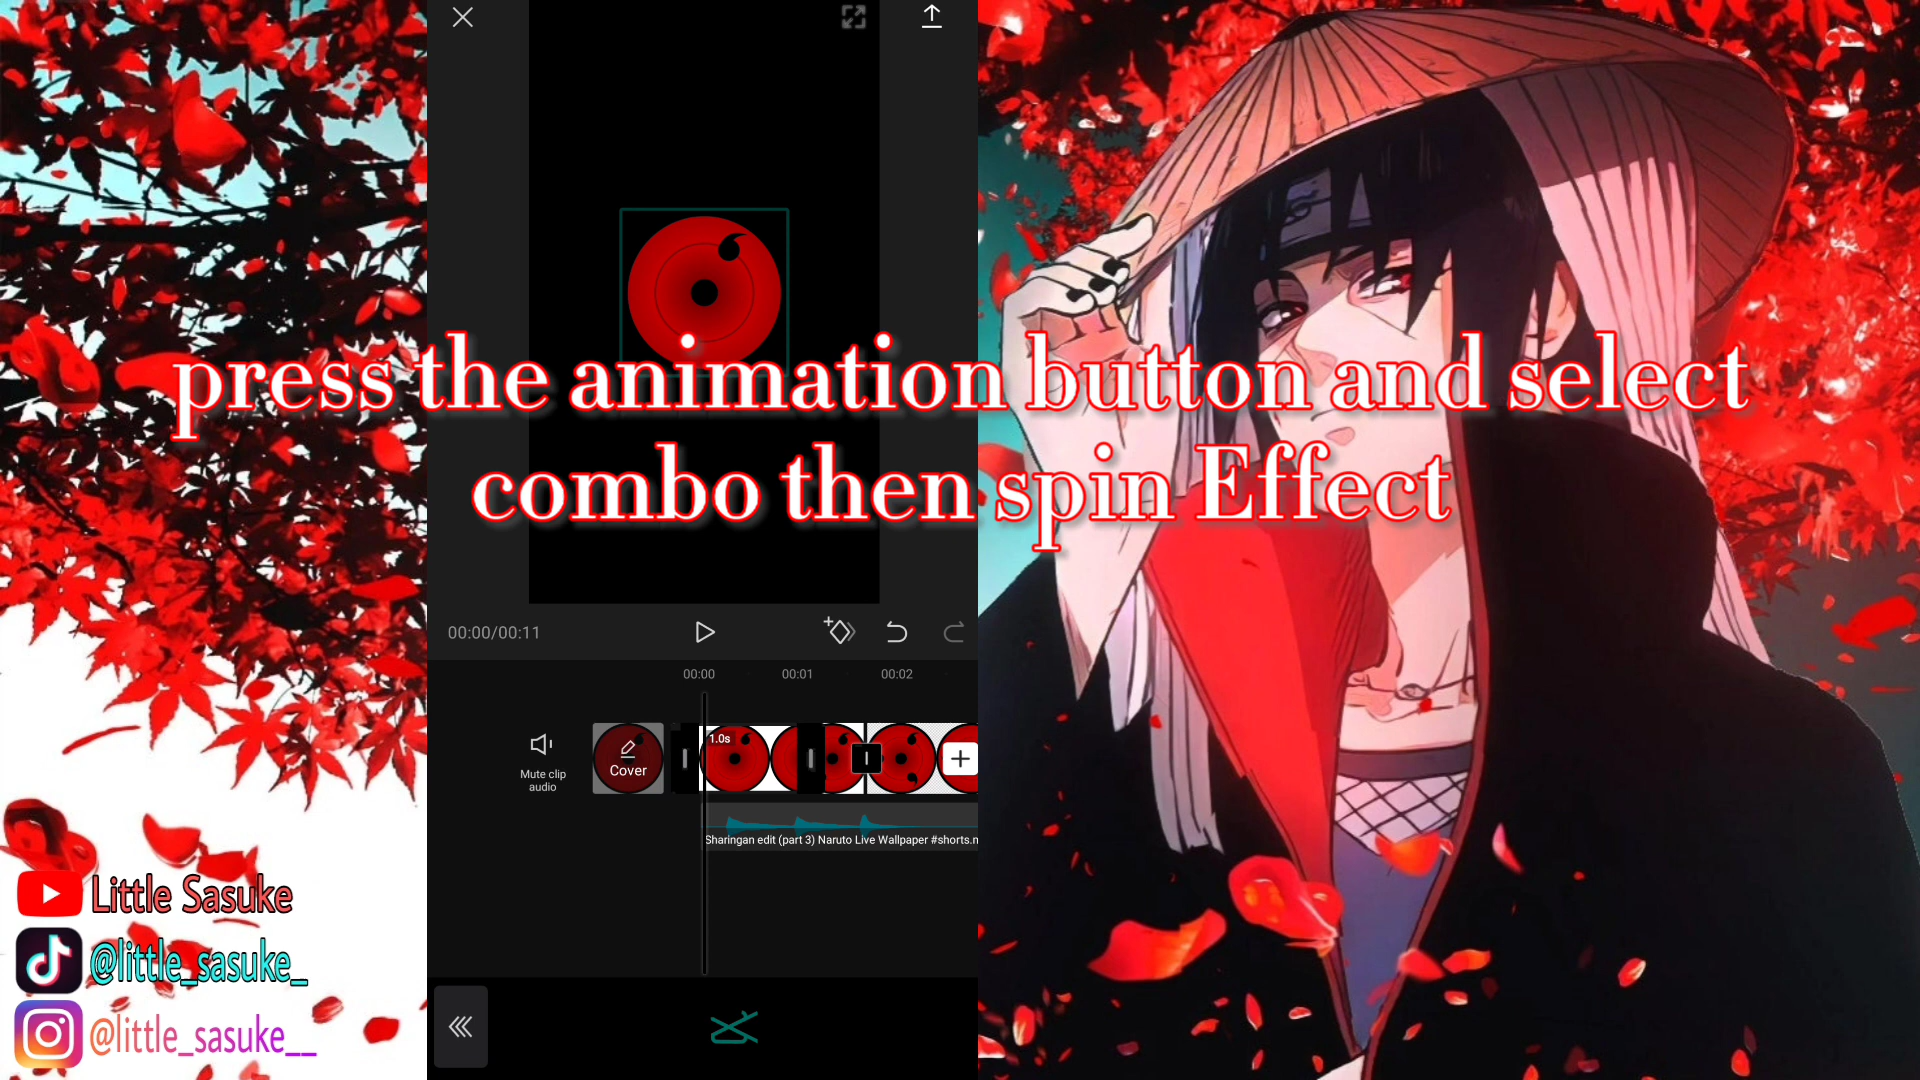 press the animation button and select
combo then spin Effect
00:00/00:11
00:00 00:01 00:02
1.0s
Cover
Mute clip
audio
Sharingan edit (part 3) Naruto Live Wallpaper #shorts.
Little Sasuke
@little_sasuke_
@little_sasuke__